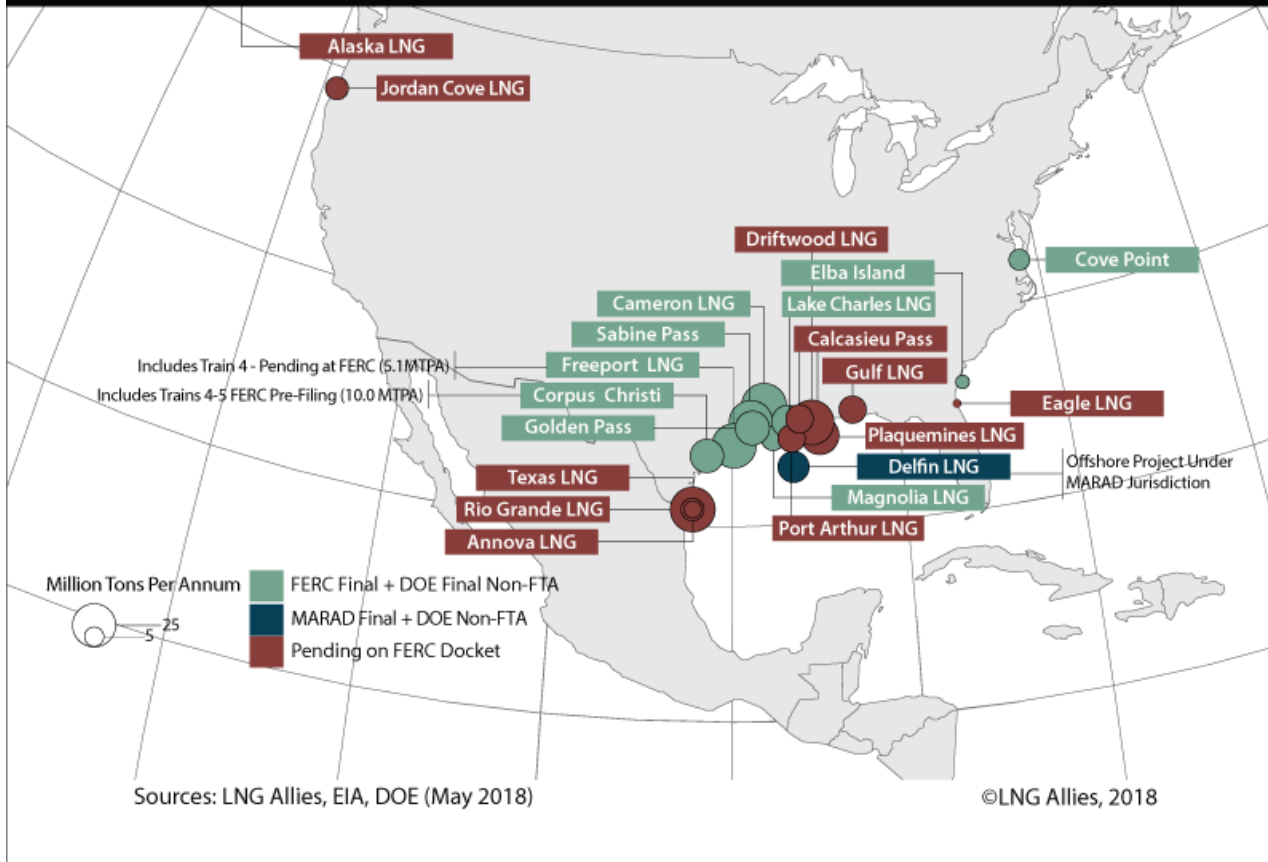 Alaska LNG
Jordan Cove LNG
Driftwood LNG
Elba Island
Cove Point
Cameron LNG
Lake Charles LNG
Sabine Pass
Calcasieu Pass
Includes Train 4 - Pending at FERC (5.1MTPA)
Freeport LNG
Gulf LNG
Includes Trains 4-5 FERC Pre-Filing (10.0 MTPA)
Corpus Christi
Eagle LNG
Golden Pass
Plaquemines LNG
Delfin LNG
Offshore Project Under
MARAD Jurisdiction
Texas LNG
Magnolia LNG
Rio Grande LNG
Port Arthur LNG
Annova LNG
Million Tons Per Annum
25
5
FERC Final + DOE Final Non-FTA
MARAD Final + DOE Non-FTA
Pending on FERC Docket
Sources: LNG Allies, EIA, DOE (May 2018)
©LNG Allies, 2018